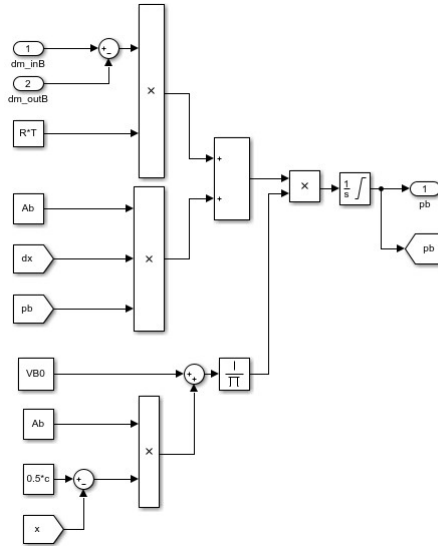 1
dm_inB
2
dm_outB
+
−
R*T
×
Ab
dx
pb
×
+
+
×
1
s
1
pb
pb
VB0
+
+
1
∏
Ab
0.5*c
+
−
x
×